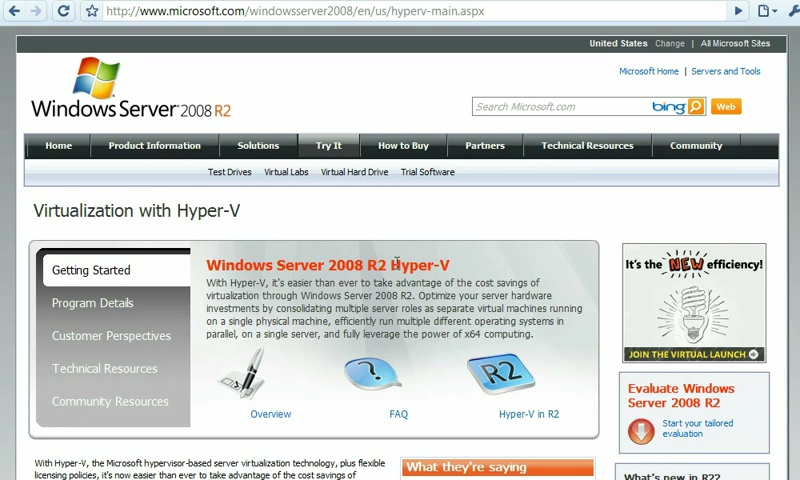 http://www.microsoft.com/windowsserver2008/en/us/hyperv-main.aspx
United States Change | All Microsoft Sites
Microsoft Home | Servers and Tools
Windows Server 2008 R2
Search Microsoft.com bing Web
Home Product Information Solutions Try It How to Buy Partners Technical Resources Community
Test Drives Virtual Labs Virtual Hard Drive Trial Software
Virtualization with Hyper-V
Getting Started
Program Details
Customer Perspectives
Technical Resources
Community Resources
Windows Server 2008 R2 Hyper-V
With Hyper-V, it's easier than ever to take advantage of the cost savings of
virtualization through Windows Server 2008 R2. Optimize your server hardware
investments by consolidating multiple server roles as separate virtual machines running
on a single physical machine, efficiently run multiple different operating systems in
parallel, on a single server, and fully leverage the power of x64 computing.
?
R2
Overview
FAQ
Hyper-V in R2
It's the NEW efficiency!
JOIN THE VIRTUAL LAUNCH
Evaluate Windows
Server 2008 R2
Start your tailored
evaluation
What's new in R2?
With Hyper-V, the Microsoft hypervisor-based server virtualization technology, plus flexible
licensing policies, it's now easier than ever to take advantage of the cost savings of
What they're saying